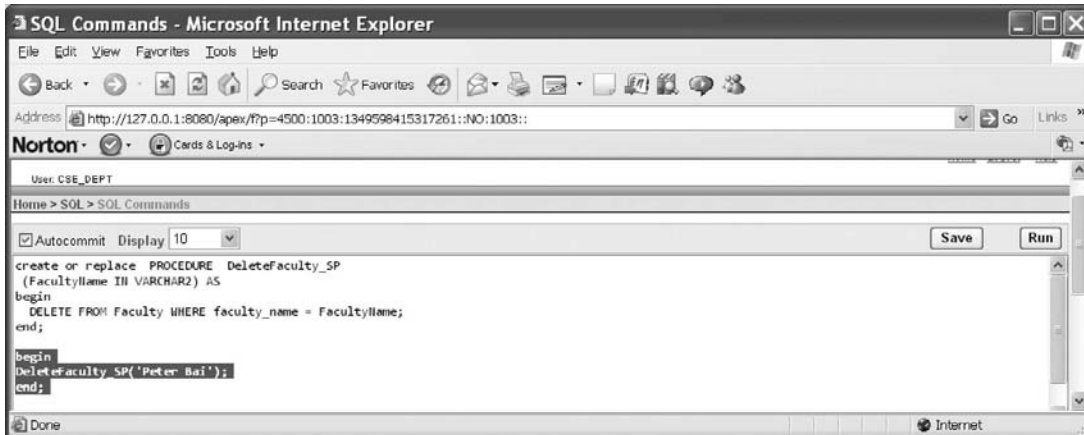 SQL Commands - Microsoft Internet Explorer
File Edit View Favorites Tools Help
Back Search Favorites
Address http://127.0.0.1:8080/apex/f?p=4500:1003:1349598415317261::NO:1003:: Go Links »
Norton Cards & Log-ins
User: CSE_DEPT
Home > SQL > SQL Commands
Autocommit Display 10 Save Run
create or replace PROCEDURE DeleteFaculty_SP
(FacultyName IN VARCHAR2) AS
begin
DELETE FROM Faculty WHERE faculty_name = FacultyName;
end;
begin
DeleteFaculty_SP('Peter Bai');
end;
Done Internet